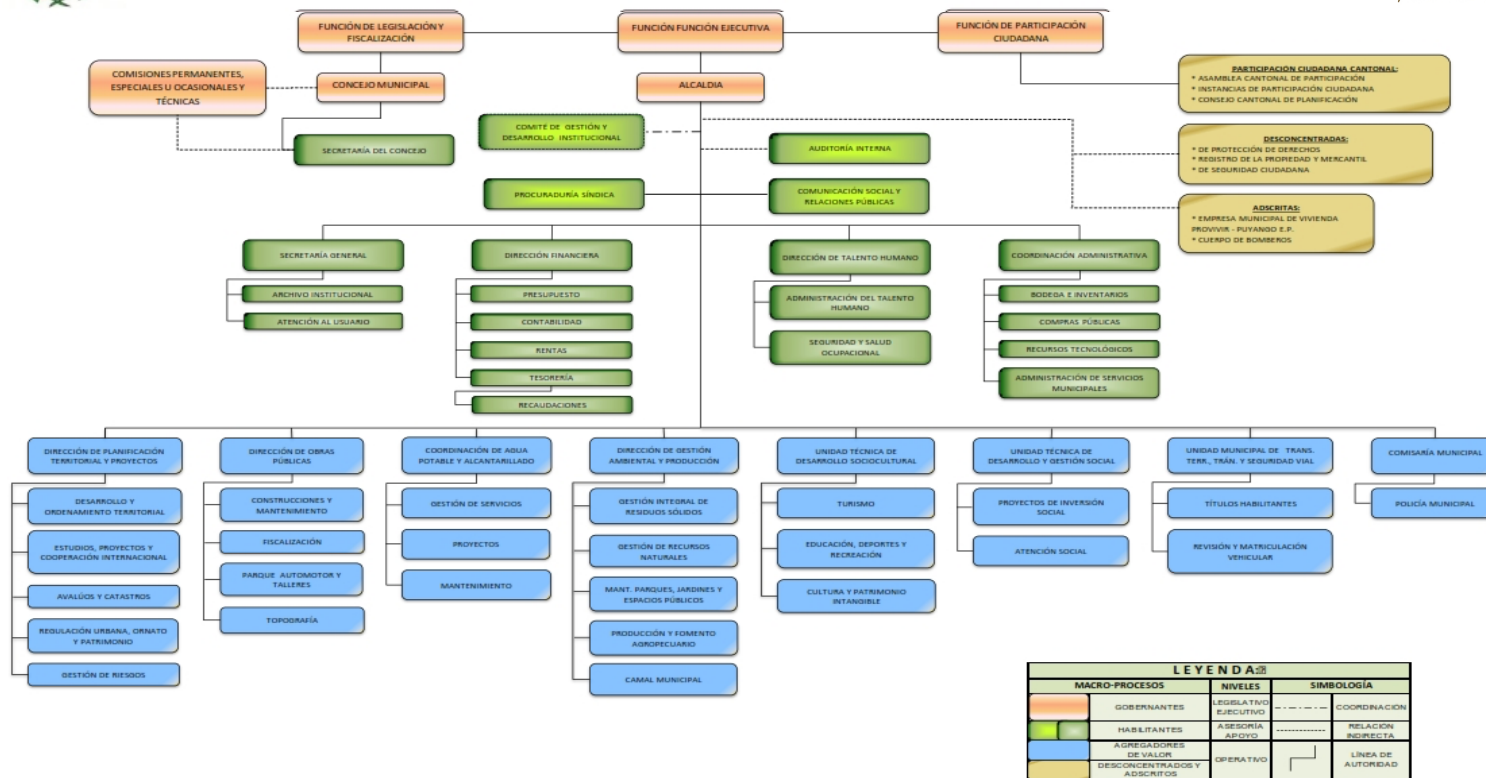 FUNCIÓN DE LEGISLACIÓN Y
FISCALIZACIÓN
FUNCIÓN FUNCIÓN EJECUTIVA
FUNCIÓN DE PARTICIPACIÓN
CIUDADANA
COMISIONES PERMANENTES,
ESPECIALES U OCASIONALES Y
TÉCNICAS
CONCEJO MUNICIPAL
ALCALDIA
PARTICIPACIÓN CIUDADANA CANTONAL:
* ASAMBLEA CANTONAL DE PARTICIPACIÓN
* INSTANCIAS DE PARTICIPACIÓN CIUDADANA
* CONSEJO CANTONAL DE PLANIFICACIÓN
COMITÉ DE GESTIÓN Y
DESARROLLO INSTITUCIONAL
SECRETARÍA DEL CONCEJO
AUDITORÍA INTERNA
DESCONCENTRADAS:
* DE PROTECCIÓN DE DERECHOS
* REGISTRO DE LA PROPIEDAD Y MERCANTIL
* DE SEGURIDAD CIUDADANA
PROCURADURÍA SÍNDICA
COMUNICACIÓN SOCIAL Y
RELACIONES PÚBLICAS
ADSCRITAS:
* EMPRESA MUNICIPAL DE VIVIENDA
PROVIVIR - PUYANGO E.P.
* CUERPO DE BOMBEROS
SECRETARÍA GENERAL
ARCHIVO INSTITUCIONAL
ATENCIÓN AL USUARIO
DIRECCIÓN FINANCIERA
PRESUPUESTO
CONTABILIDAD
RENTAS
TESORERÍA
RECAUDACIONES
DIRECCIÓN DE TALENTO HUMANO
ADMINISTRACIÓN DEL TALENTO
HUMANO
SEGURIDAD Y SALUD
OCUPACIONAL
COORDINACIÓN ADMINISTRATIVA
BODEGA E INVENTARIOS
COMPRAS PÚBLICAS
RECURSOS TECNOLÓGICOS
ADMINISTRACIÓN DE SERVICIOS
MUNICIPALES
DIRECCIÓN DE PLANIFICACIÓN
TERRITORIAL Y PROYECTOS
DESARROLLO Y
ORDENAMIENTO TERRITORIAL
ESTUDIOS, PROYECTOS Y
COOPERACIÓN INTERNACIONAL
AVALÚOS Y CATASTROS
REGULACIÓN URBANA, ORNATO
Y PATRIMONIO
GESTIÓN DE RIESGOS
DIRECCIÓN DE OBRAS
PÚBLICAS
CONSTRUCCIONES Y
MANTENIMIENTO
FISCALIZACIÓN
PARQUE AUTOMOTOR Y
TALLERES
TOPOGRAFÍA
COORDINACIÓN DE AGUA
POTABLE Y ALCANTARILLADO
GESTIÓN DE SERVICIOS
PROYECTOS
MANTENIMIENTO
DIRECCIÓN DE GESTIÓN
AMBIENTAL Y PRODUCCIÓN
GESTIÓN INTEGRAL DE
RESIDUOS SÓLIDOS
GESTIÓN DE RECURSOS
NATURALES
MANT. PARQUES, JARDINES Y
ESPACIOS PÚBLICOS
PRODUCCIÓN Y FOMENTO
AGROPECUARIO
CAMAL MUNICIPAL
UNIDAD TÉCNICA DE
DESARROLLO SOCIOCULTURAL
TURISMO
EDUCACIÓN, DEPORTES Y
RECREACIÓN
CULTURA Y PATRIMONIO
INTANGIBLE
UNIDAD TÉCNICA DE
DESARROLLO Y GESTIÓN SOCIAL
PROYECTOS DE INVERSIÓN
SOCIAL
ATENCIÓN SOCIAL
UNIDAD MUNICIPAL DE TRANS.
TERR., TRÁN. Y SEGURIDAD VIAL
TÍTULOS HABILITANTES
REVISIÓN Y MATRICULACIÓN
VEHICULAR
COMISARÍA MUNICIPAL
POLICÍA MUNICIPAL
LEYENDA:
MACRO-PROCESOS NIVELES SIMBOLOGÍA
GOBERNANTES
LEGISLATIVO
EJECUTIVO
COORDINACIÓN
HABILITANTES
ASESORÍA
APOYO
RELACIÓN
INDIRECTA
AGREGADORES
DE VALOR
OPERATIVO
LÍNEA DE
AUTORIDAD
DESCONCENTRADOS Y
ADSCRITOS